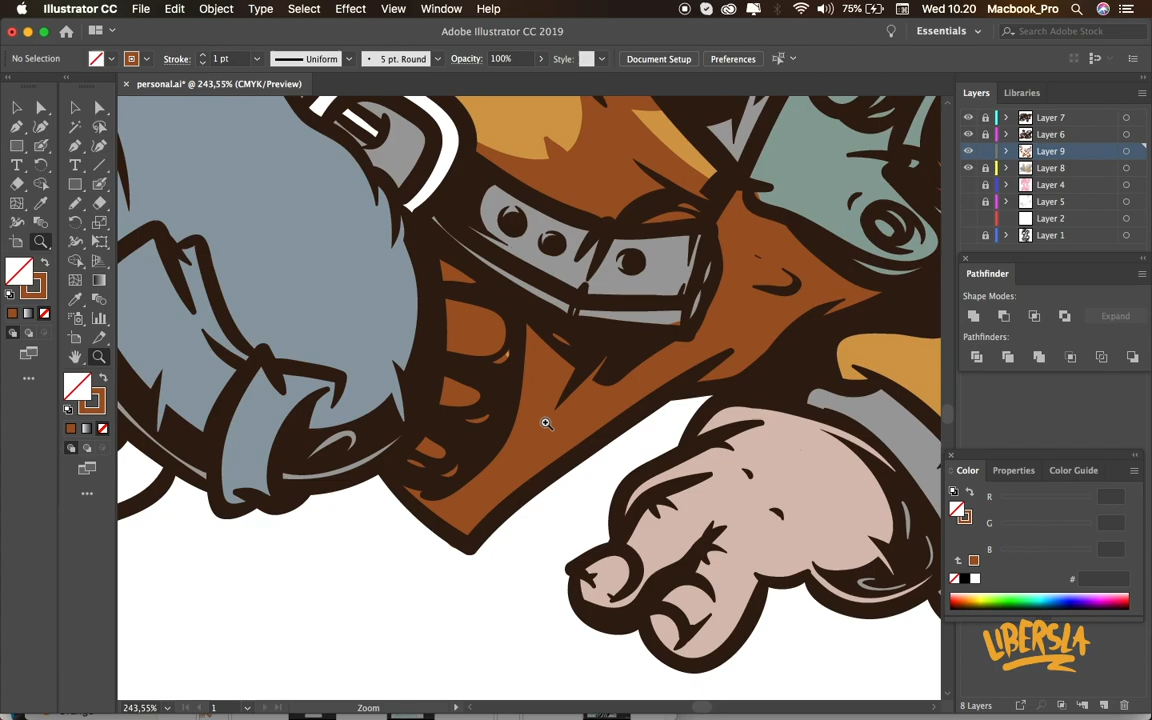 Illustrator CC File Edit Object Type Select Effect View Window Help 75% Wed 10.20 Macbook_Pro
Adobe Illustrator CC 2019 Essentials Search Adobe Stock
No Selection Stroke: 1 pt Uniform 5 pt. Round Opacity: 100% Style: Document Setup Preferences
personal.ai* @ 243,55% (CMYK/Preview)
Layers Libraries
Layer 7
Layer 6
Layer 9
Layer 8
Layer 4
Layer 5
Layer 2
Layer 1
Pathfinder
Shape Modes:
Expand
Pathfinders:
Color Properties Color Guide
R
G
B
#
LIBERSLA
243,55% 1 Zoom 8 Layers